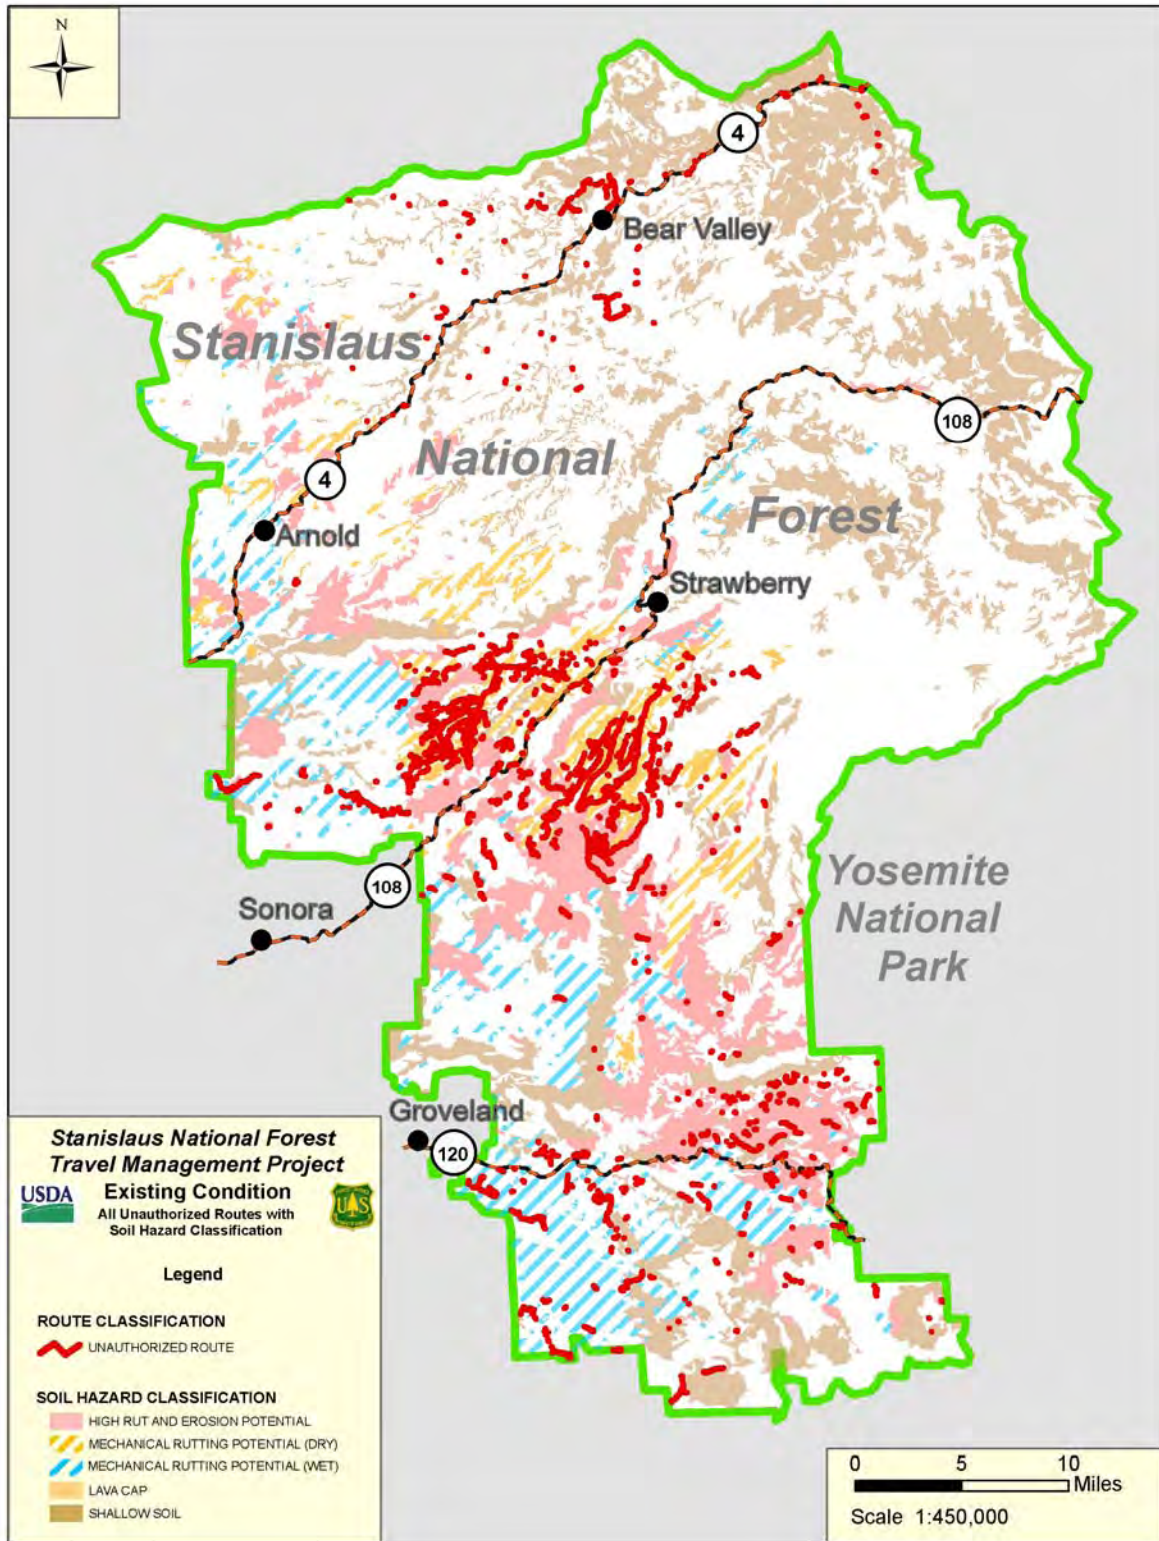 N
4
Bear Valley
Stanislaus
108
National
4
Forest
Arnold
Strawberry
Yosemite
National
Park
108
Sonora
Groveland
120
Stanislaus National Forest
Travel Management Project
USDA
Existing Condition
All Unauthorized Routes with
Soil Hazard Classification
UAS
Legend
ROUTE CLASSIFICATION
UNAUTHORIZED ROUTE
SOIL HAZARD CLASSIFICATION
HIGH RUT AND EROSION POTENTIAL
MECHANICAL RUTTING POTENTIAL (DRY)
MECHANICAL RUTTING POTENTIAL (WET)
LAVA CAP
SHALLOW SOIL
0 5 10
Miles
Scale 1:450,000